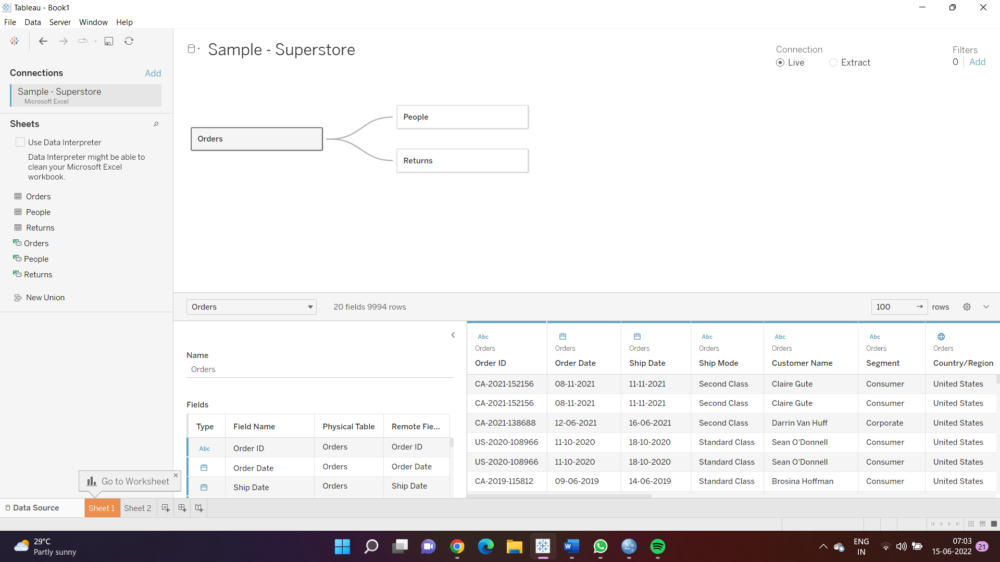 Tableau - Book1
File Data Server Window Help
Connections Add
Sample - Superstore
Microsoft Excel
Sheets
Use Data Interpreter
Data Interpreter might be able to
clean your Microsoft Excel
workbook.
Orders
People
Returns
Orders
People
Returns
New Union
Sample - Superstore
Connection
Live Extract
Filters
0 Add
Orders
People
Returns
Orders 20 fields 9994 rows 100 rows
Name
Orders
Fields
Type Field Name Physical Table Remote Fie...
Abc Order ID Orders Order ID
Order Date Orders Order Date
Ship Date Orders Ship Date
Abc Abc Abc Abc
Orders Orders Orders Orders Orders Orders Orders
Order ID Order Date Ship Date Ship Mode Customer Name Segment Country/Region
CA-2021-152156 08-11-2021 11-11-2021 Second Class Claire Gute Consumer United States
CA-2021-152156 08-11-2021 11-11-2021 Second Class Claire Gute Consumer United States
CA-2021-138688 12-06-2021 16-06-2021 Second Class Darrin Van Huff Corporate United States
US-2020-108966 11-10-2020 18-10-2020 Standard Class Sean O'Donnell Consumer United States
US-2020-108966 11-10-2020 18-10-2020 Standard Class Sean O'Donnell Consumer United States
CA-2019-115812 09-06-2019 14-06-2019 Standard Class Brosina Hoffman Consumer United States
Go to Worksheet
Data Source Sheet 1 Sheet 2
29°C
Partly sunny
W
Σα
ENG
IN
07:03
15-06-2022
21